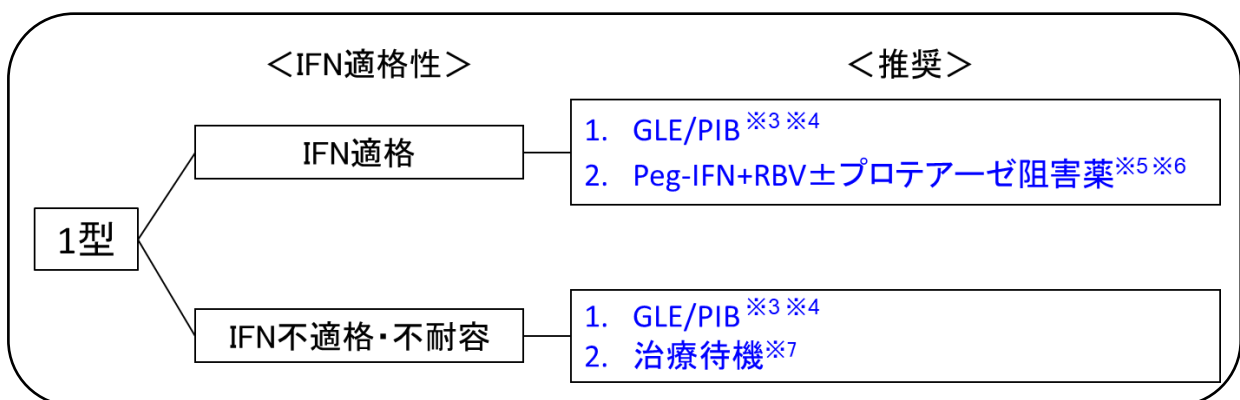 ＜IFN適格性＞ ＜推奨＞
IFN適格
1. GLE/PIB※3 ※4
2. Peg-IFN+RBV±プロテアーゼ阻害薬※5 ※6
1型
IFN不適格・不耐容
1. GLE/PIB※3 ※4
2. 治療待機※7